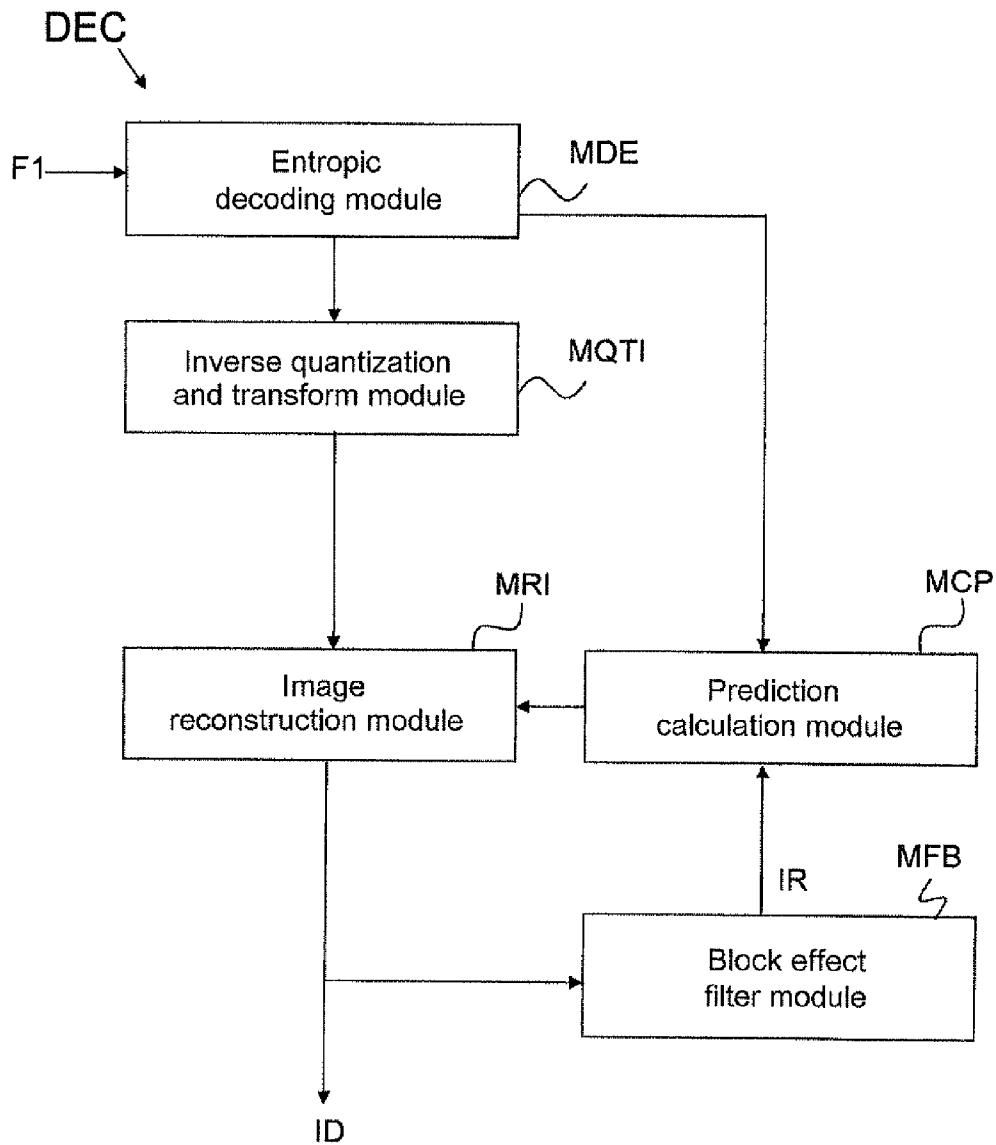 DEC
F1
Entropic
decoding module
MDE
Inverse quantization
and transform module
MQTI
MRI
MCP
Image
reconstruction module
Prediction
calculation module
IR
MFB
Block effect
filter module
ID